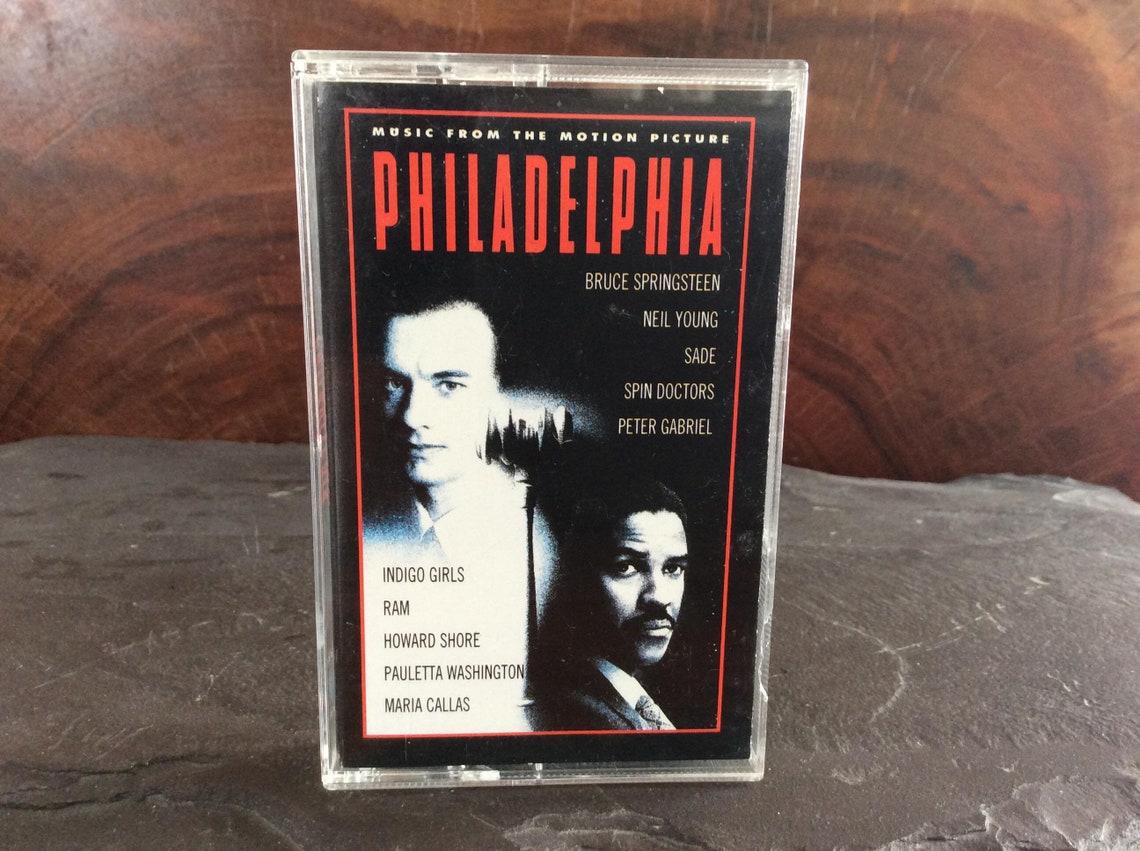 MUSIC FROM THE MOTION PICTURE
PHILADELPHIA
BRUCE SPRINGSTEEN
NEIL YOUNG
SADE
SPIN DOCTORS
PETER GABRIEL
INDIGO GIRLS
RAM
HOWARD SHORE
PAULETTA WASHINGTON
MARIA CALLAS